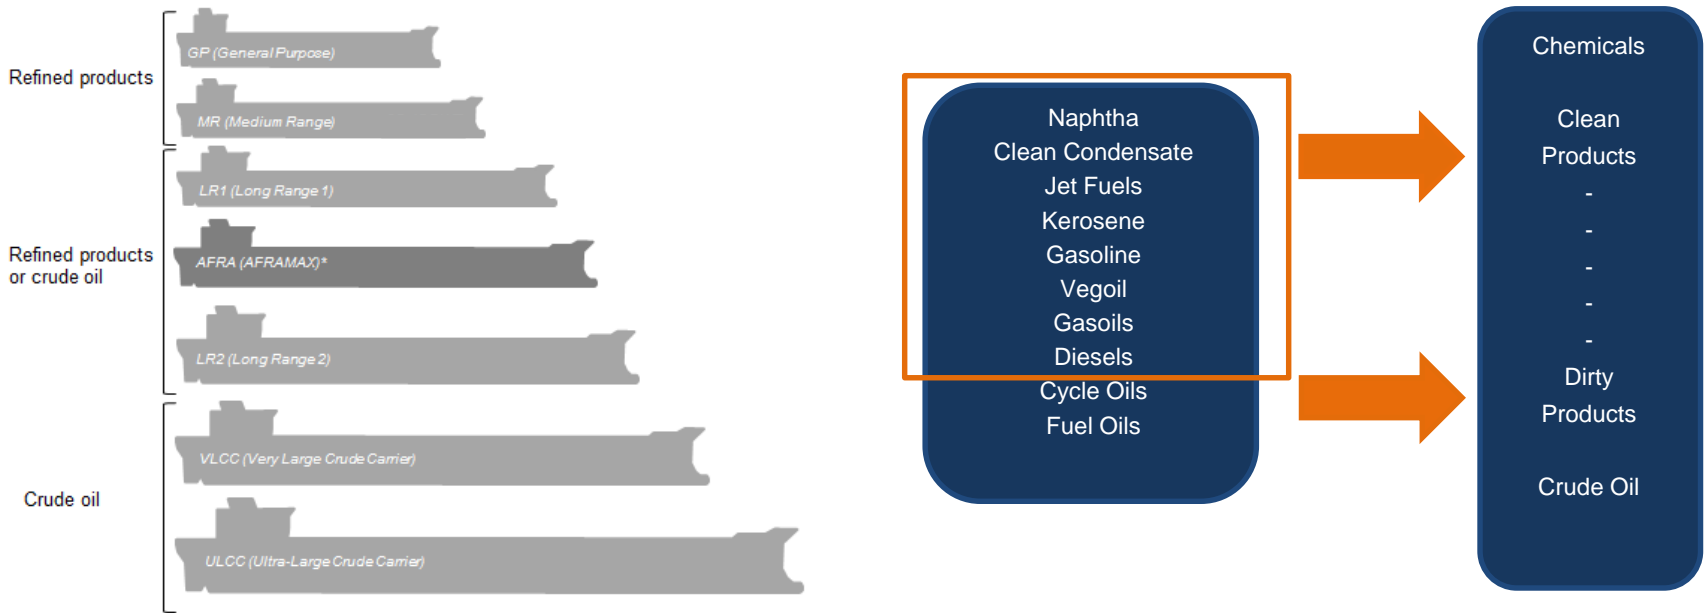 Refined products
GP (General Purpose)
MR (Medium Range)
Refined products
or crude oil
LR1 (Long Range 1)
AFRA (AFRAMAX)*
LR2 (Long Range 2)
Crude oil
VLCC (Very Large Crude Carrier)
ULCC (Ultra-Large Crude Carrier)
Naphtha
Clean Condensate
Jet Fuels
Kerosene
Gasoline
Vegoil
Gasoils
Diesels
Cycle Oils
Fuel Oils
Chemicals
Clean
Products
-
-
-
-
-
Dirty
Products
Crude Oil